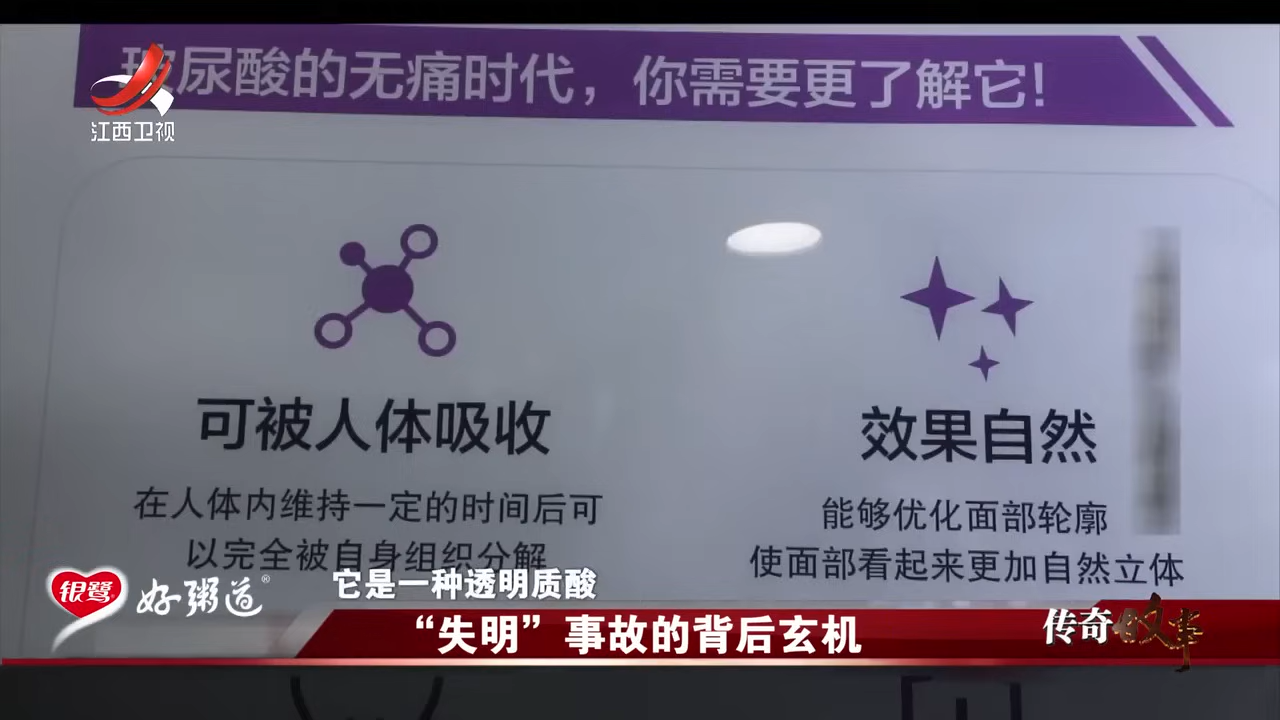 玻尿酸的无痛时代，你需要更了解它!
江西卫视
可被人体吸收
在人体内维持一定的时间后可
以完全被自身组织分解
效果自然
能够优化面部轮廓
使面部看起来更加自然立体
银鹭
好粥道®
它是一种透明质酸
“失明”事故的背后玄机
传奇故事